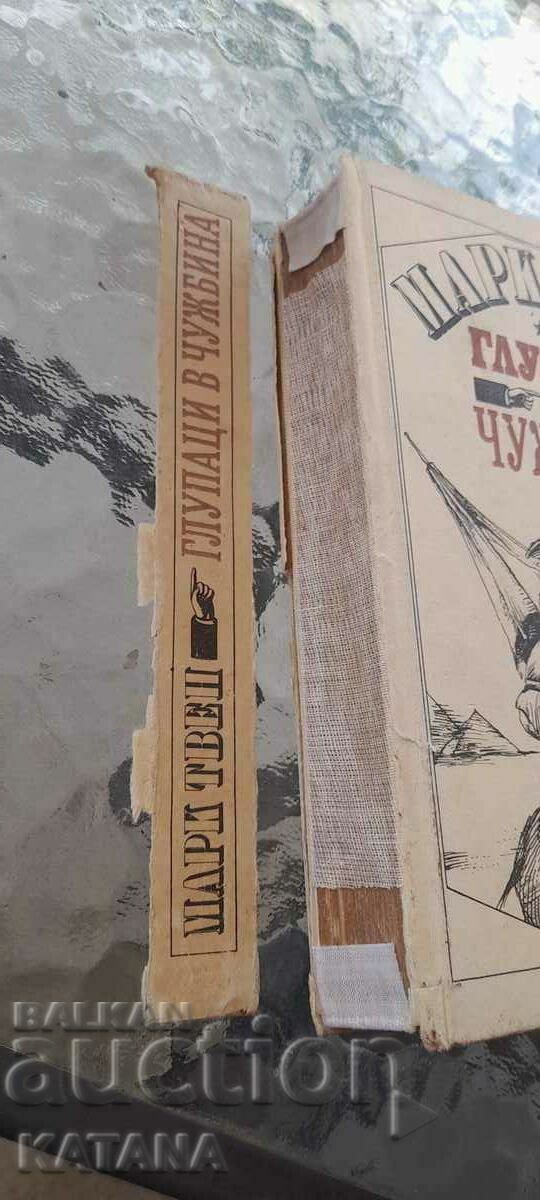 МАРК ТВЕН ГЛУПАЦИ В ЧУЖБИНА
МАРК
ГЛУ
ЧУЖ
BALKAN
auction
KATANA